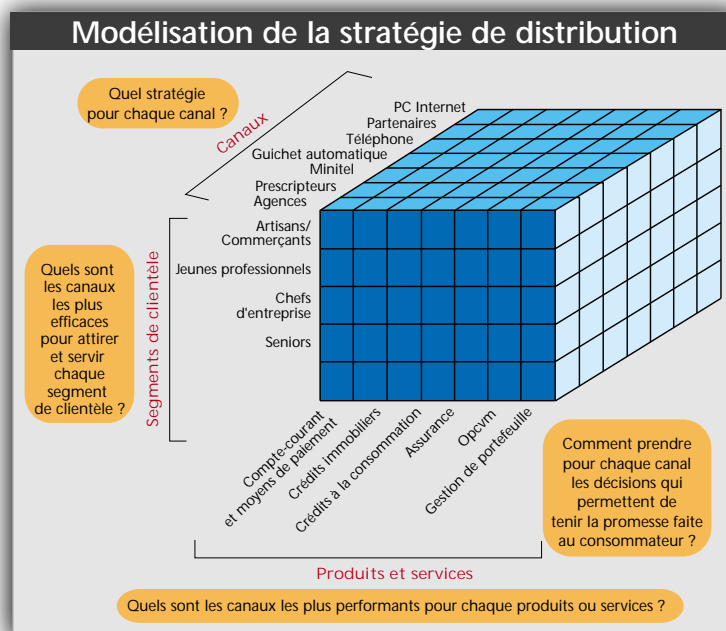 Modélisation de la stratégie de distribution
Quel stratégie
pour chaque canal ?
Canaux
PC Internet
Partenaires
Téléphone
Guichet automatique
Minitel
Prescripteurs
Agences
Segments de clientèle
Artisans/
Commerçants
Jeunes professionnels
Chefs
d'entreprise
Seniors
Quels sont
les canaux
les plus
efficaces
pour attirer
et servir
chaque
segment
de clientèle ?
Compte-courant
et moyens de paiement
Crédits immobiliers
Crédits à la consommation
Assurance
Opcvm
Gestion de portefeuille
Comment prendre
pour chaque canal
les décisions qui
permettent de
tenir la promesse faite
au consommateur ?
Produits et services
Quels sont les canaux les plus performants pour chaque produits ou services ?